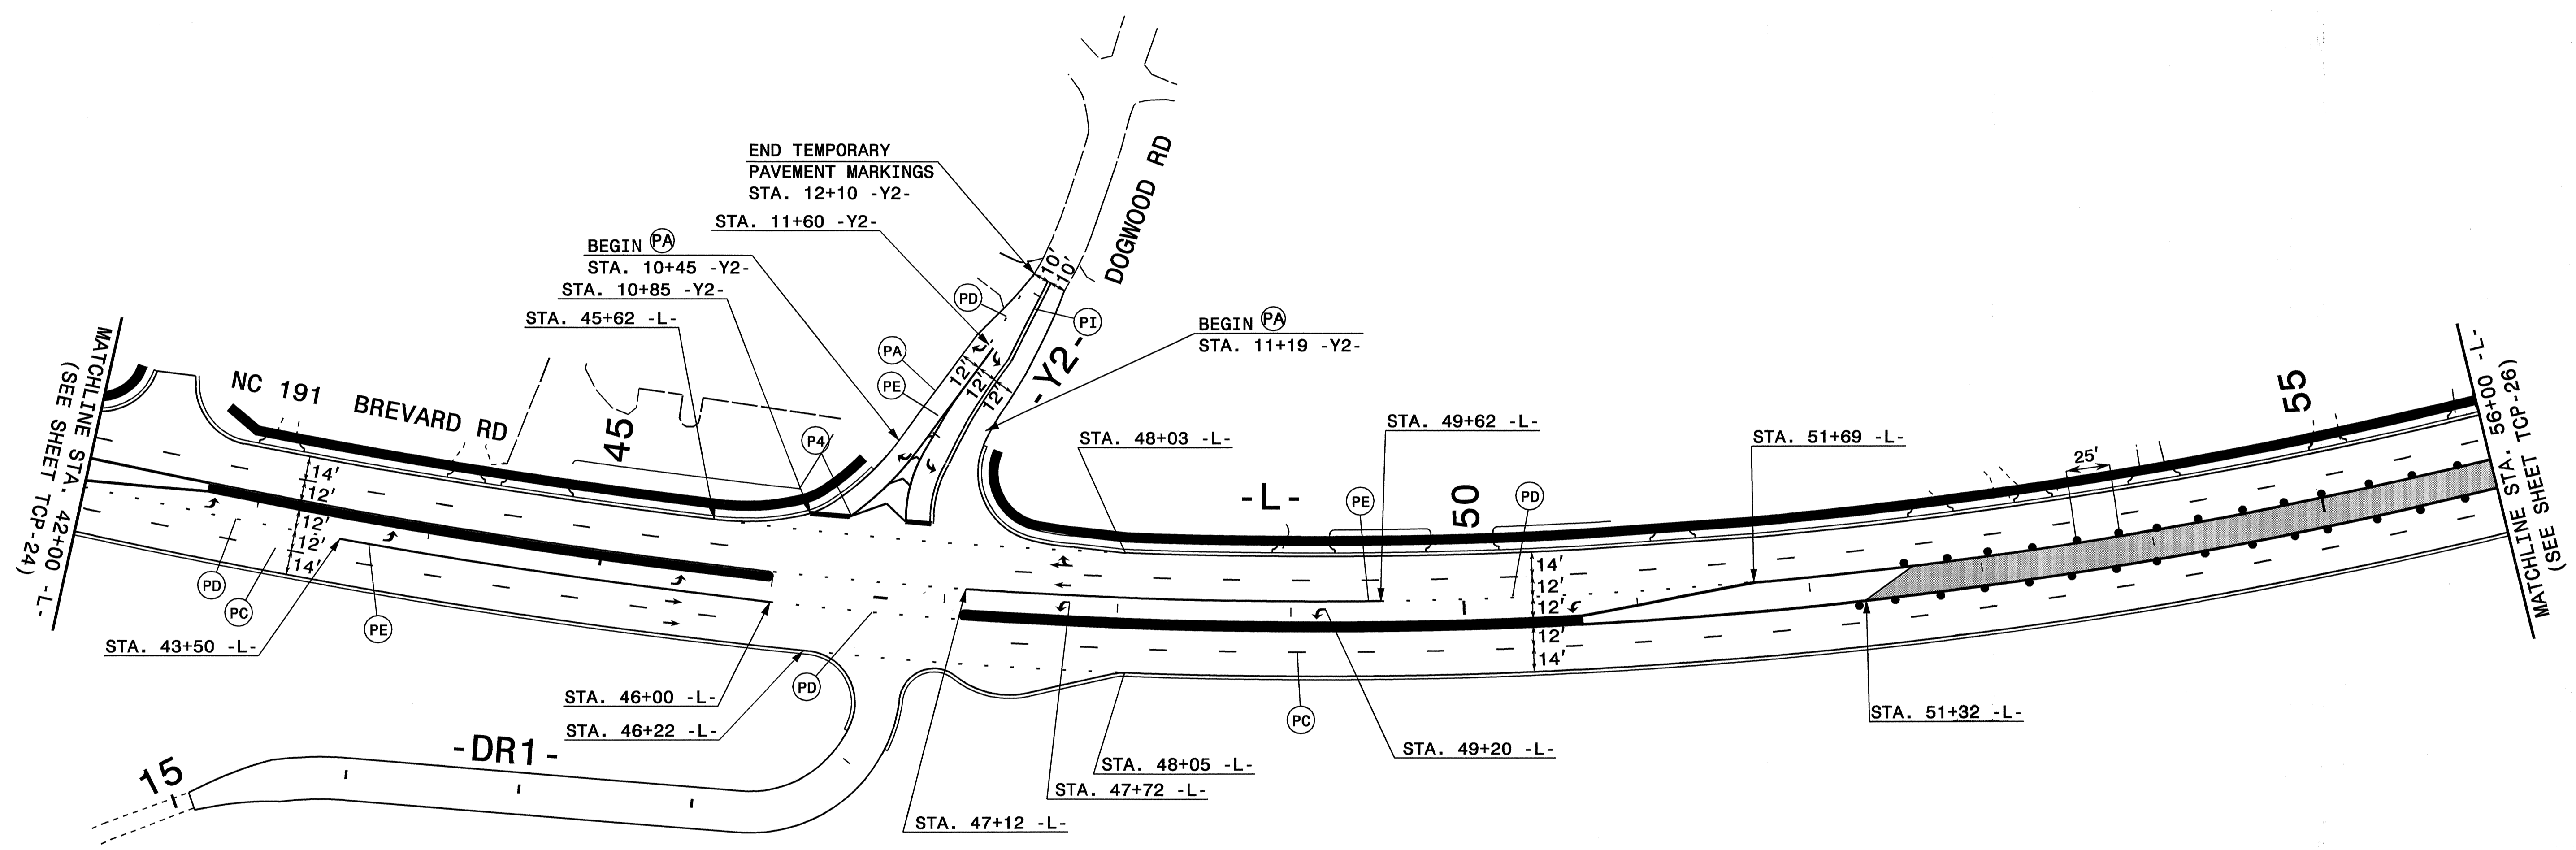 END TEMPORARY
PAVEMENT MARKINGS
STA. 12+10 -Y2-
STA. 11+60 -Y2-
BEGIN PA
STA. 10+45 -Y2-
STA. 10+85 -Y2-
STA. 45+62 -L-
DOGWOOD RD
10'
10'
PD
PI
PA
PE
12'
12'
12'
-Y2-
BEGIN PA
STA. 11+19 -Y2-
MATCHLINE STA. 42+00 -L-
(SEE SHEET TCP-24)
NC 191 BREVARD RD
45
P4
14'
12'
12'
12'
14'
PD
PC
PE
STA. 43+50 -L-
STA. 48+03 -L-
STA. 49+62 -L-
-L-
PE
50
PD
STA. 51+69 -L-
25'
55
MATCHLINE STA. 56+00 -L-
(SEE SHEET TCP-26)
14'
12'
12'
12'
14'
PD
STA. 46+00 -L-
STA. 46+22 -L-
PC
STA. 51+32 -L-
STA. 49+20 -L-
STA. 48+05 -L-
STA. 47+72 -L-
STA. 47+12 -L-
-DR1-
15